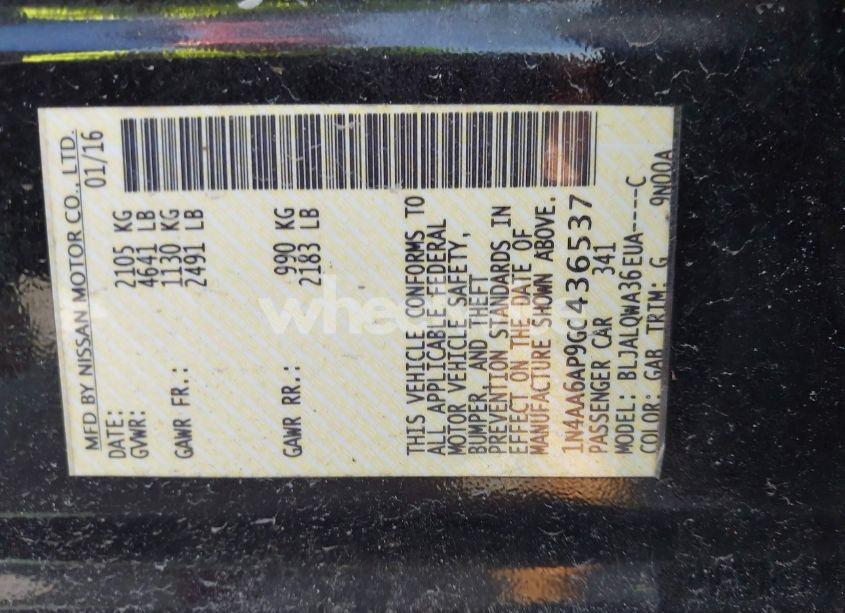 MFD BY NISSAN MOTOR CO., LTD.
DATE: 01/16
GVWR: 2105 KG
4641 LB
GAWR FR.: 1130 KG
2491 LB
GAWR RR.: 990 KG
2183 LB
THIS VEHICLE CONFORMS TO
ALL APPLICABLE FEDERAL
MOTOR VEHICLE SAFETY,
BUMPER, AND THEFT
PREVENTION STANDARDS IN
EFFECT ON THE DATE OF
MANUFACTURE SHOWN ABOVE.
1N4AA6AP9GC436537
PASSENGER CAR 341
MODEL: BLJALQWA36EUA----C
COLOR: GAB TRIM: G 9N00A